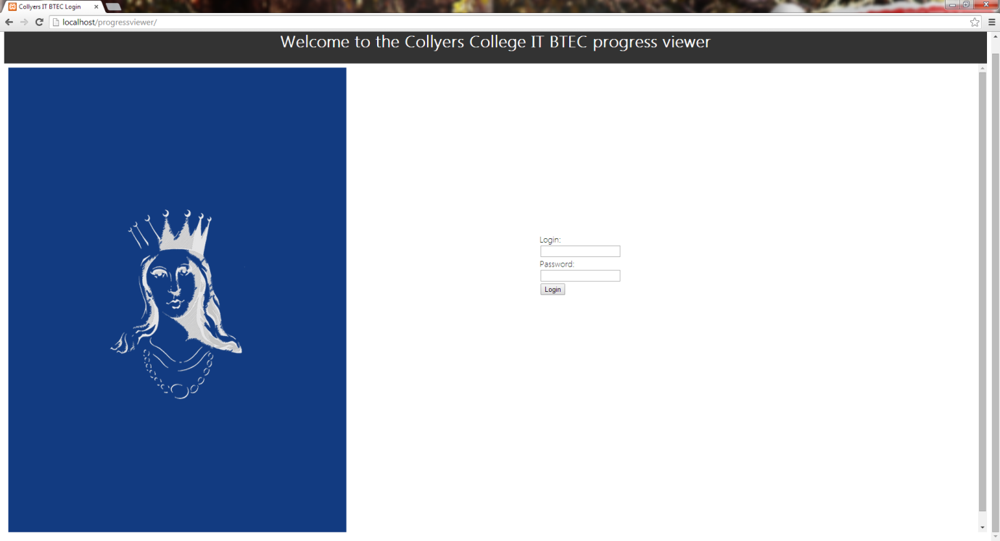 Collyers IT BTEC Login
localhost/progressviewer/
Welcome to the Collyers College IT BTEC progress viewer
Login:
Password:
Login